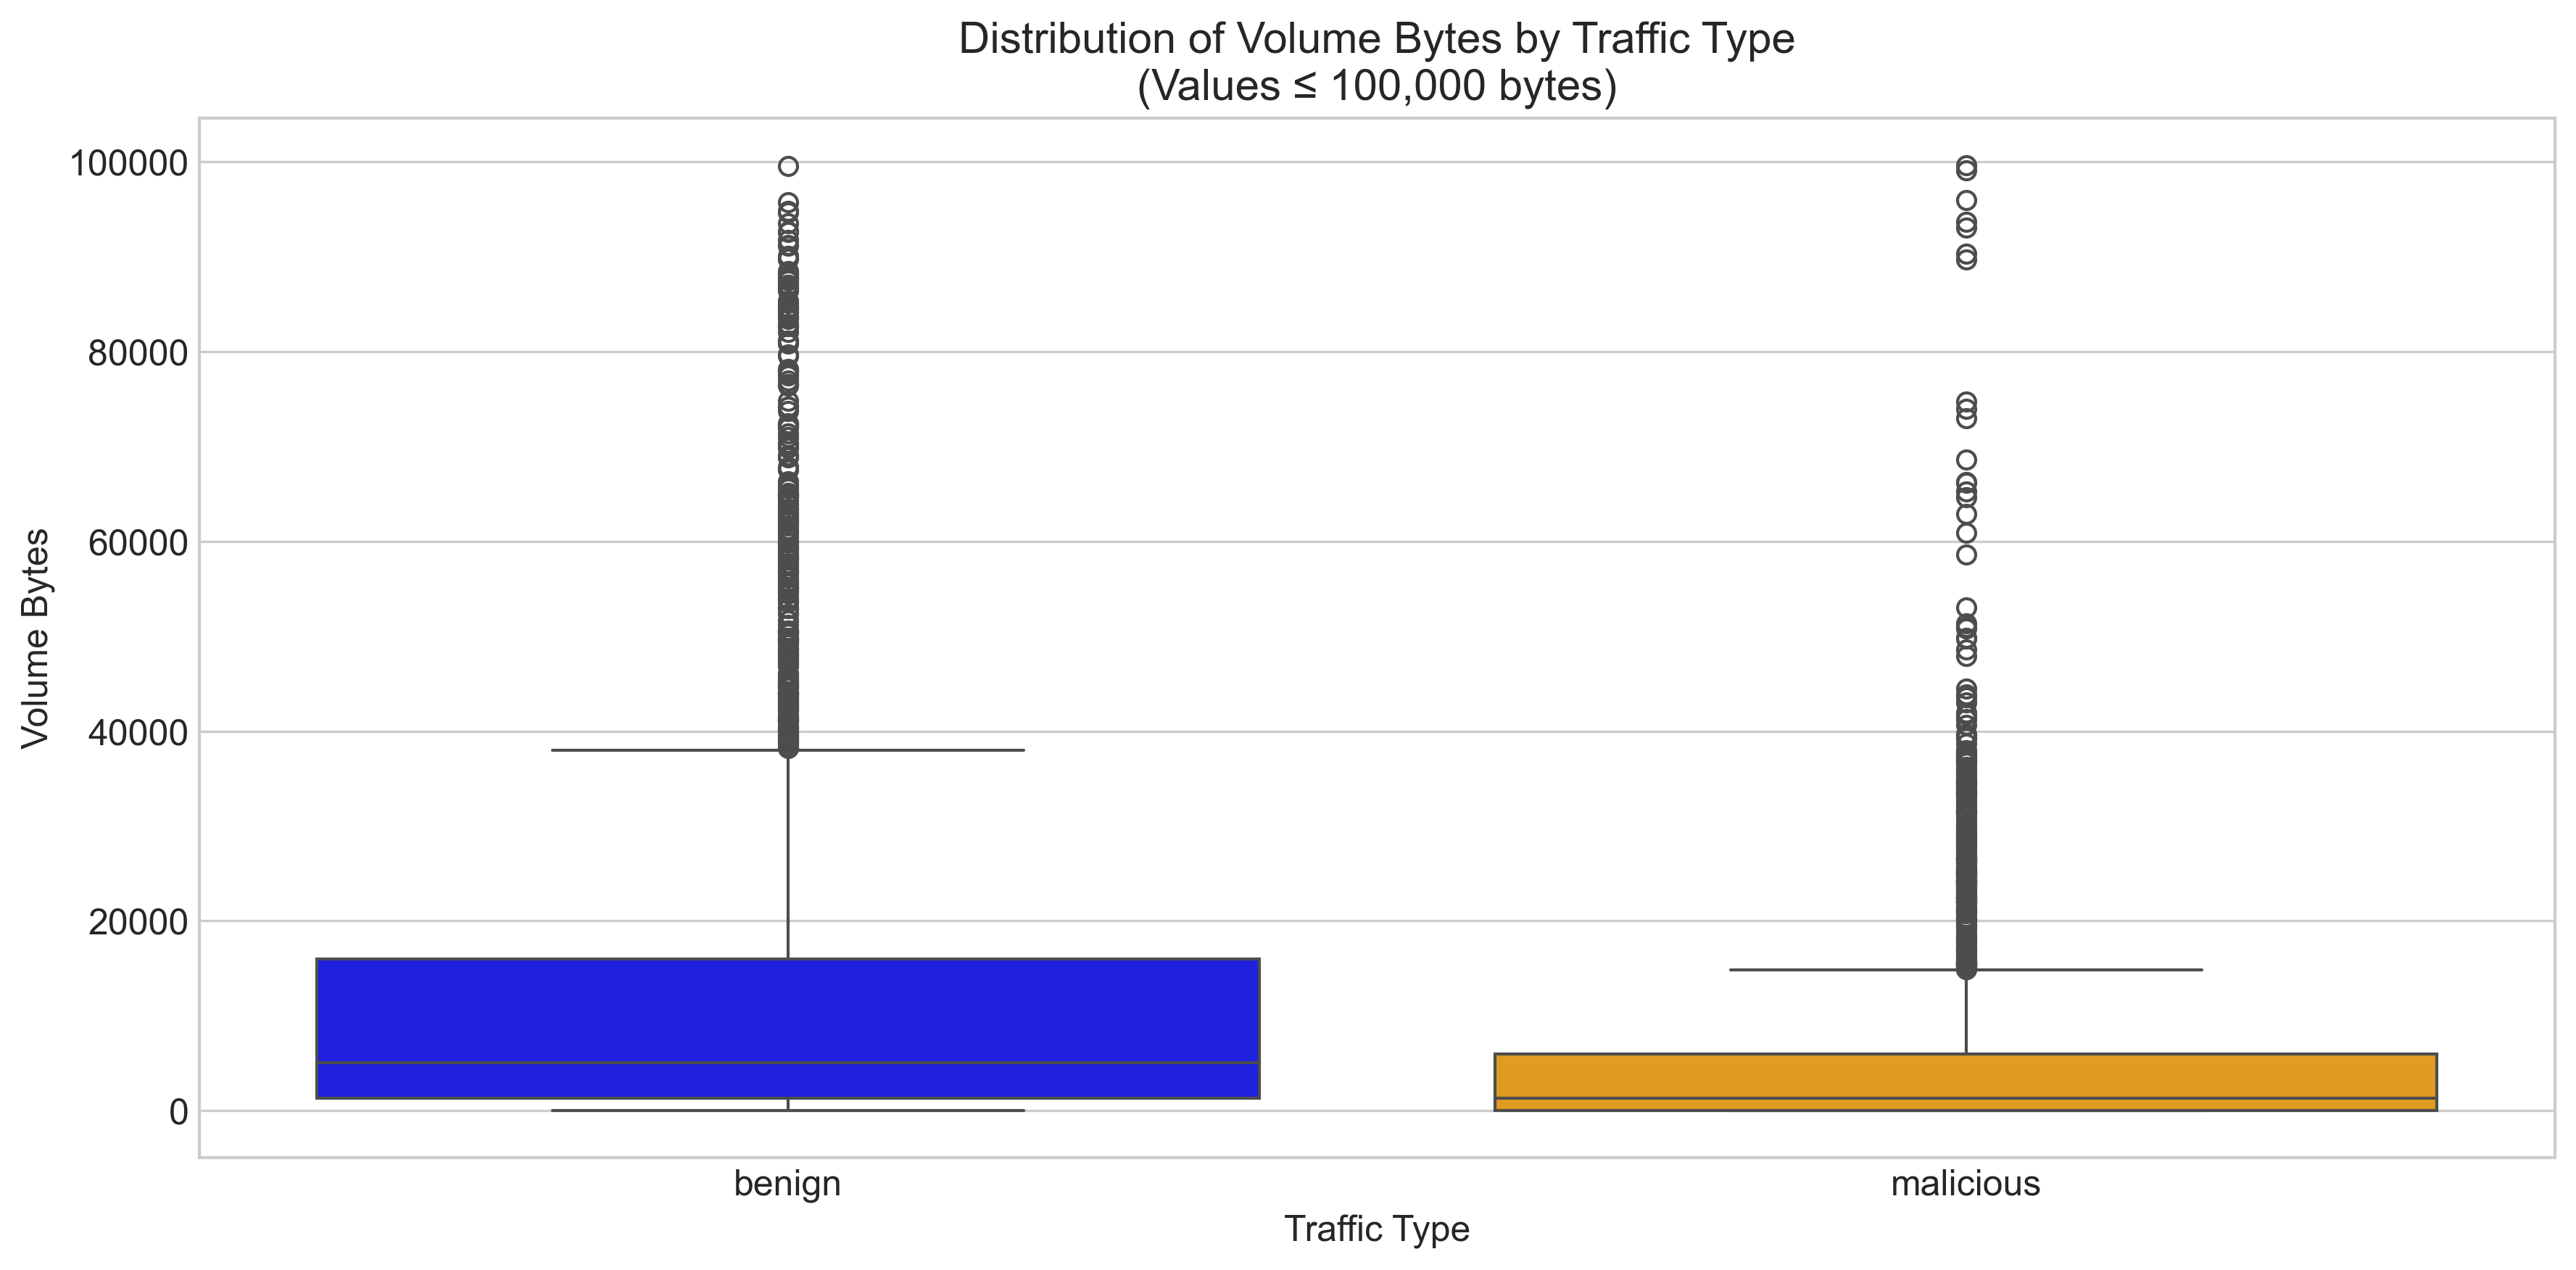 Distribution of Volume Bytes by Traffic Type
(Values ≤ 100,000 bytes)
100000
80000
60000
40000
20000
0
Volume Bytes
benign
malicious
Traffic Type